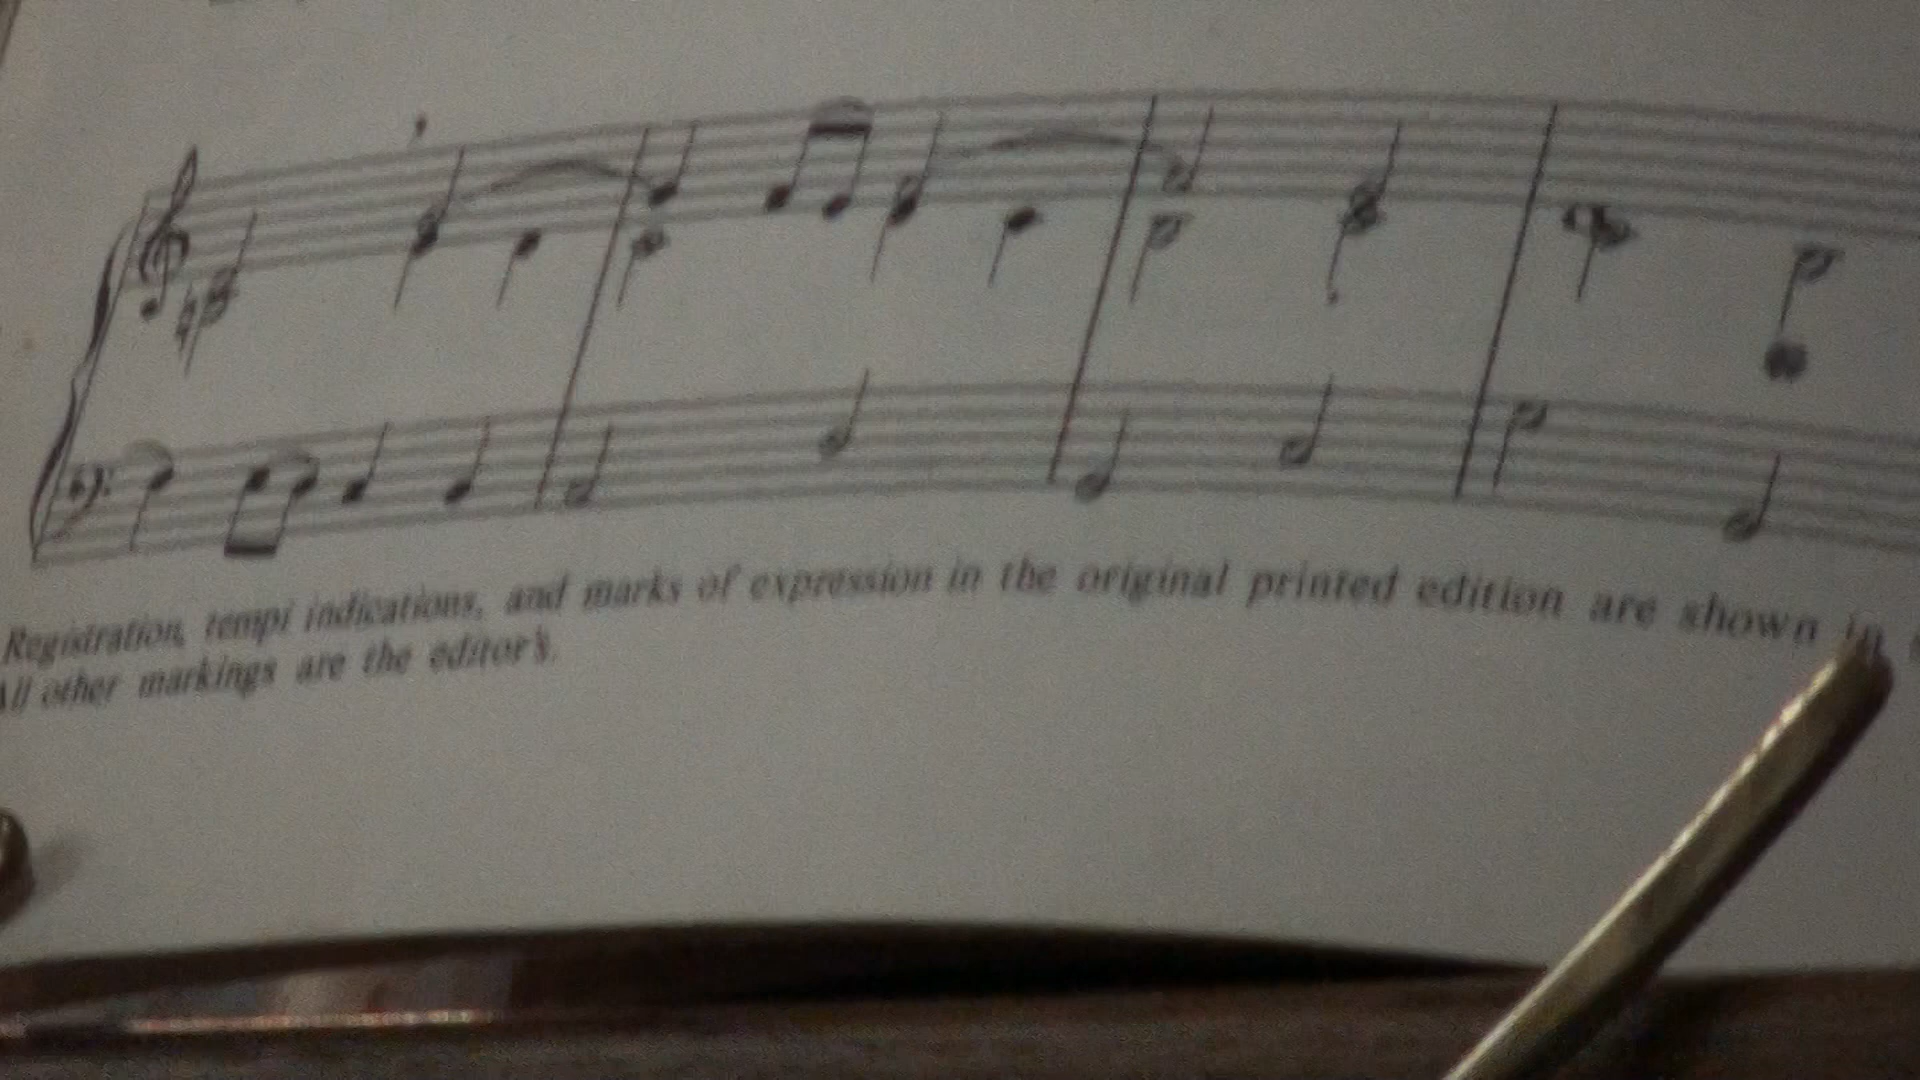 Registration, tempi indications, and marks of expression in the original printed edition are shown in
All other markings are the editor's.